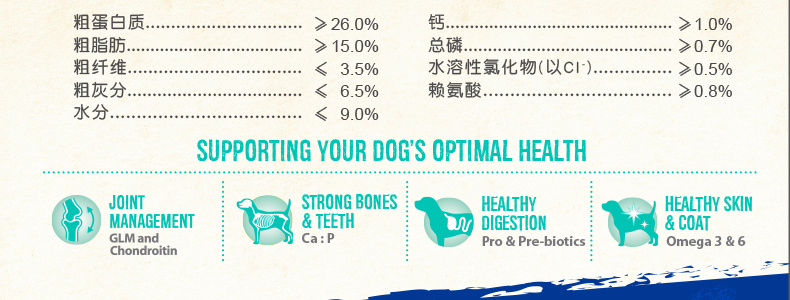 粗蛋白质 ≥26.0%
粗脂肪 ≥15.0%
粗纤维 ≤ 3.5%
粗灰分 ≤ 6.5%
水分 ≤ 9.0%
钙 ≥1.0%
总磷 ≥0.7%
水溶性氯化物(以Cl⁻) ≥0.5%
赖氨酸 ≥0.8%
SUPPORTING YOUR DOG'S OPTIMAL HEALTH
JOINT
MANAGEMENT
GLM and
Chondroitin
STRONG BONES
& TEETH
Ca : P
HEALTHY
DIGESTION
Pro & Pre-biotics
HEALTHY SKIN
& COAT
Omega 3 & 6